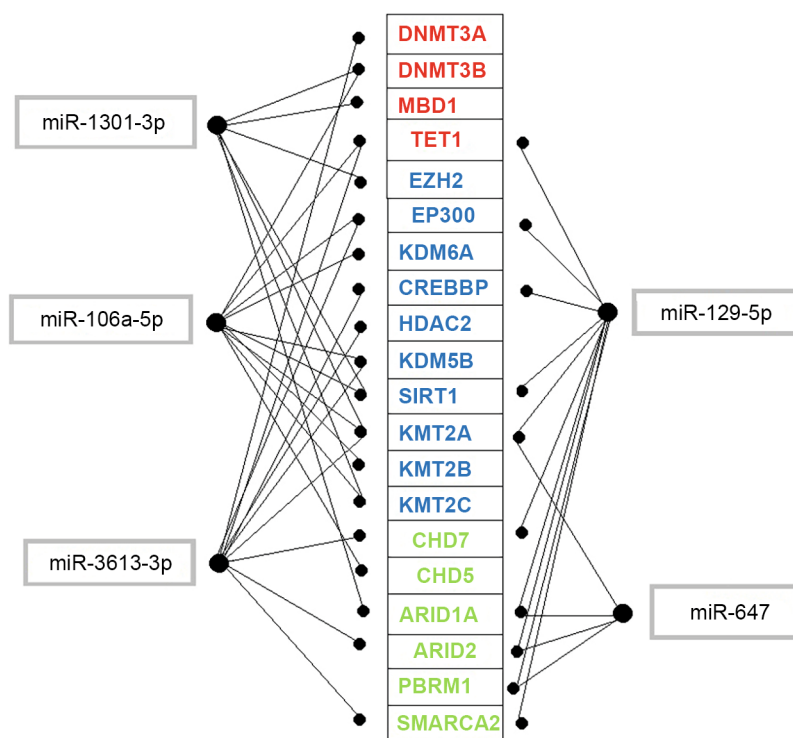 miR-1301-3p
miR-106a-5p
miR-3613-3p
DNMT3A
DNMT3B
MBD1
TET1
EZH2
EP300
KDM6A
CREBBP
HDAC2
KDM5B
SIRT1
KMT2A
KMT2B
KMT2C
CHD7
CHD5
ARID1A
ARID2
PBRM1
SMARCA2
miR-129-5p
miR-647